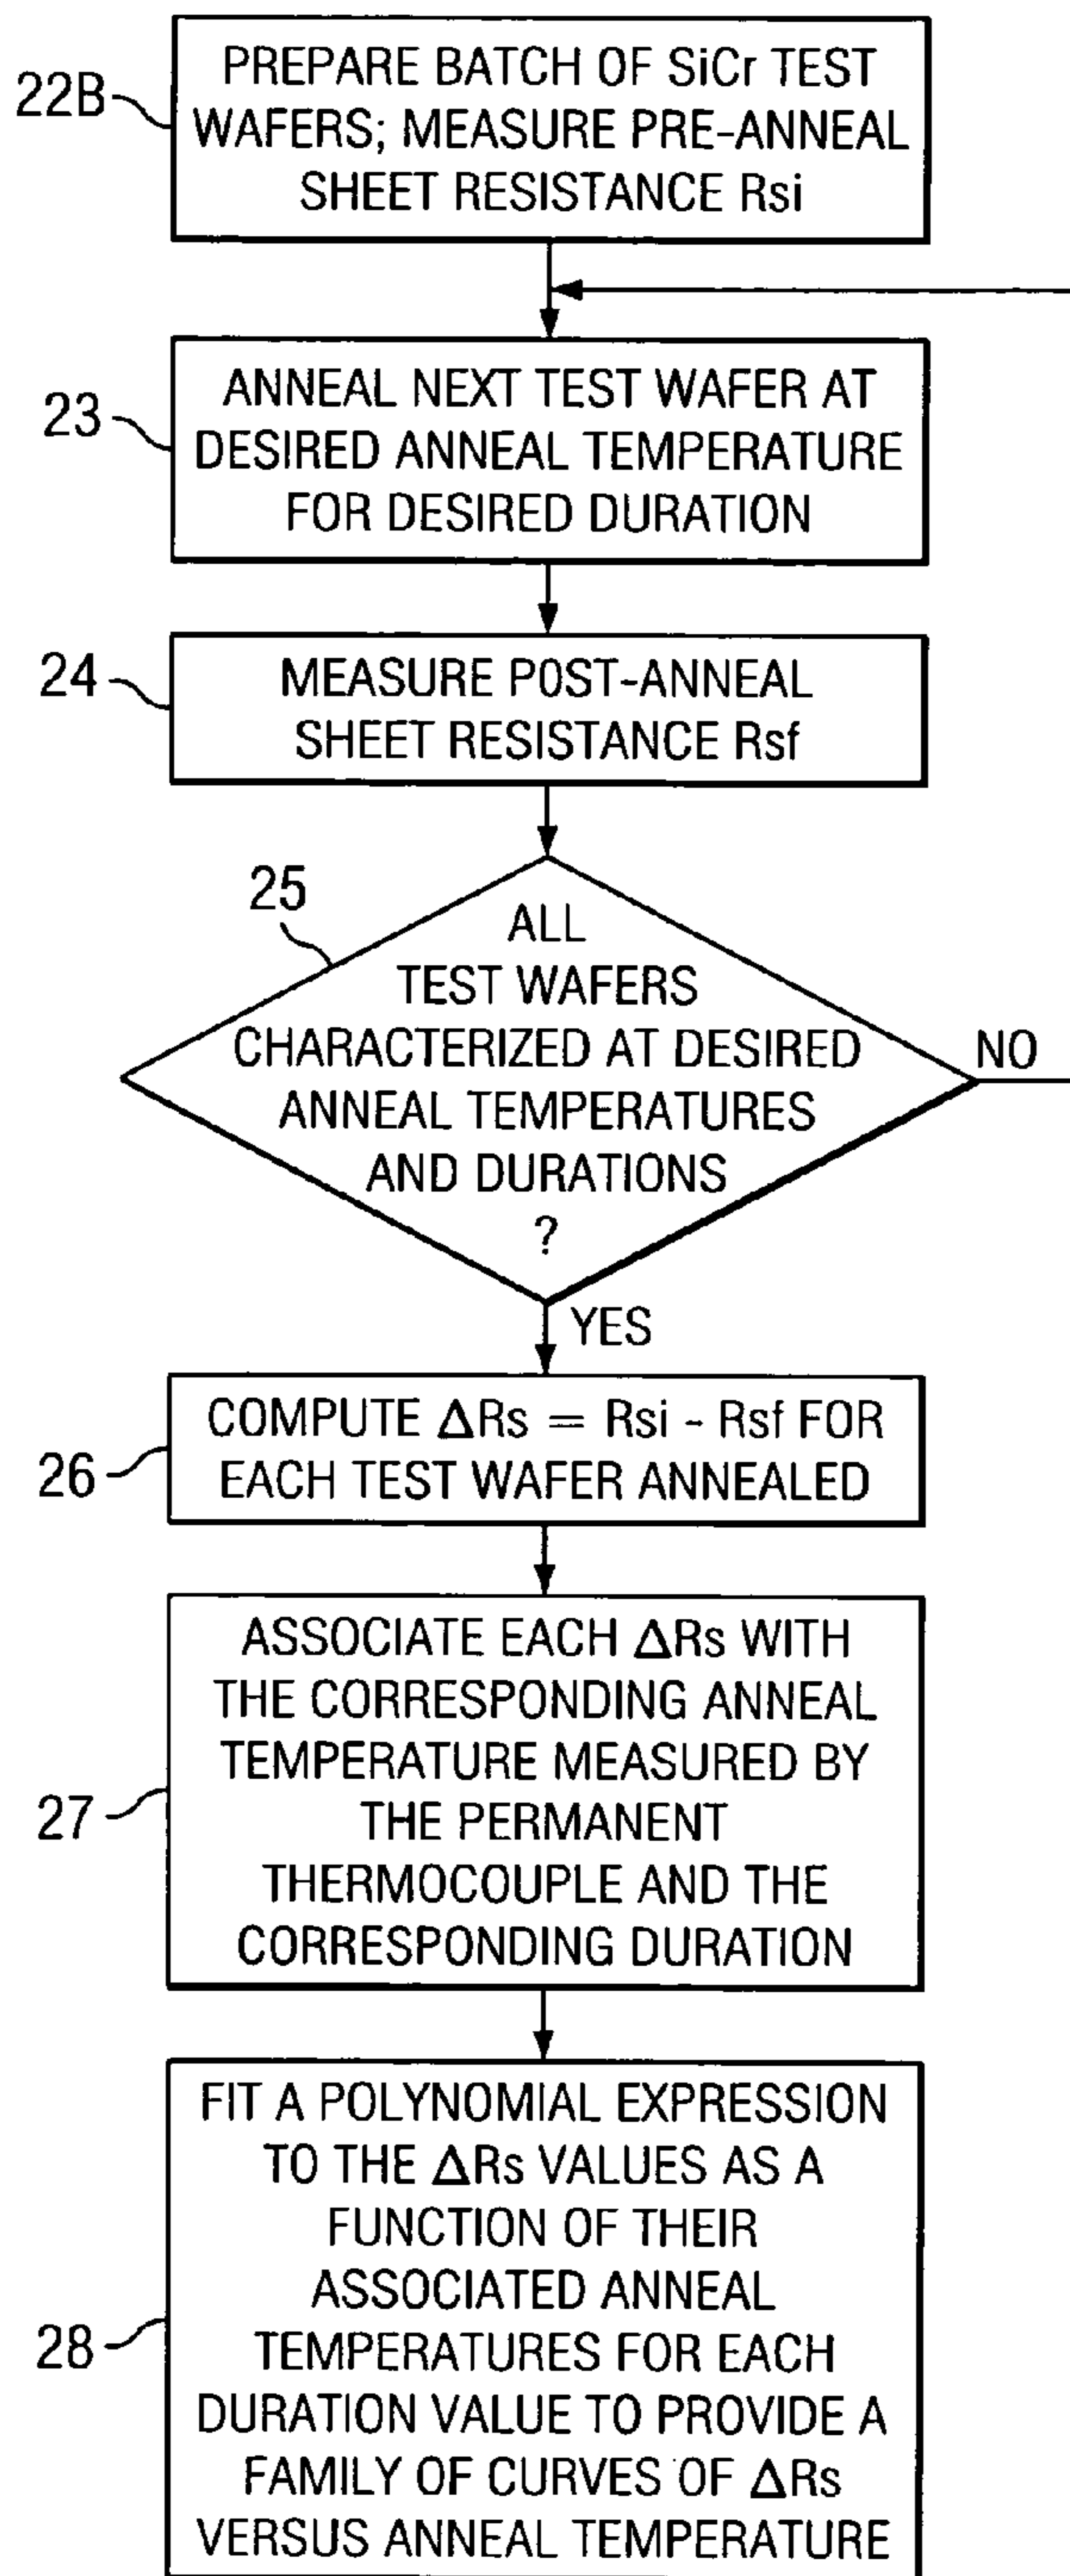 22B
PREPARE BATCH OF SiCr TEST
WAFERS; MEASURE PRE-ANNEAL
SHEET RESISTANCE Rsi
23
ANNEAL NEXT TEST WAFER AT
DESIRED ANNEAL TEMPERATURE
FOR DESIRED DURATION
24
MEASURE POST-ANNEAL
SHEET RESISTANCE Rsf
25
ALL
TEST WAFERS
CHARACTERIZED AT DESIRED
ANNEAL TEMPERATURES
AND DURATIONS
?
NO
YES
26
COMPUTE ΔRs = Rsi - Rsf FOR
EACH TEST WAFER ANNEALED
27
ASSOCIATE EACH ΔRs WITH
THE CORRESPONDING ANNEAL
TEMPERATURE MEASURED BY
THE PERMANENT
THERMOCOUPLE AND THE
CORRESPONDING DURATION
28
FIT A POLYNOMIAL EXPRESSION
TO THE ΔRs VALUES AS A
FUNCTION OF THEIR
ASSOCIATED ANNEAL
TEMPERATURES FOR EACH
DURATION VALUE TO PROVIDE A
FAMILY OF CURVES OF ΔRs
VERSUS ANNEAL TEMPERATURE